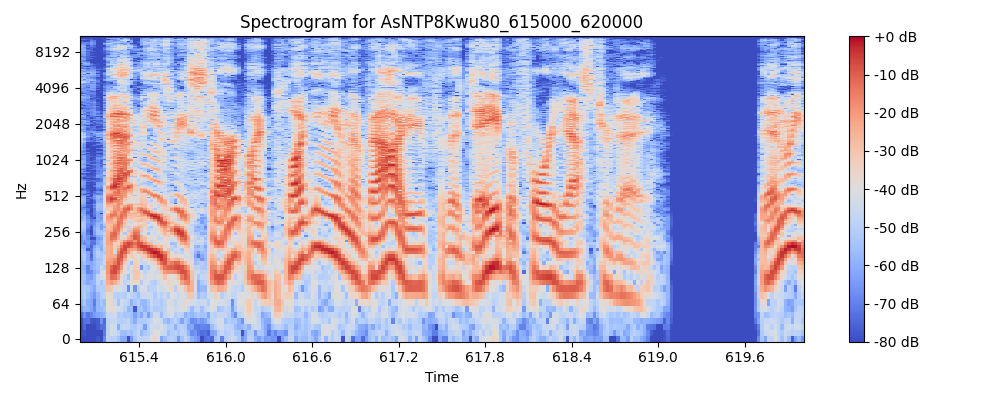 Spectrogram for AsNTP8Kwu80_615000_620000
Hz
8192
4096
2048
1024
512
256
128
64
0
615.4 616.0 616.6 617.2 617.8 618.4 619.0 619.6
Time
+0 dB
-10 dB
-20 dB
-30 dB
-40 dB
-50 dB
-60 dB
-70 dB
-80 dB